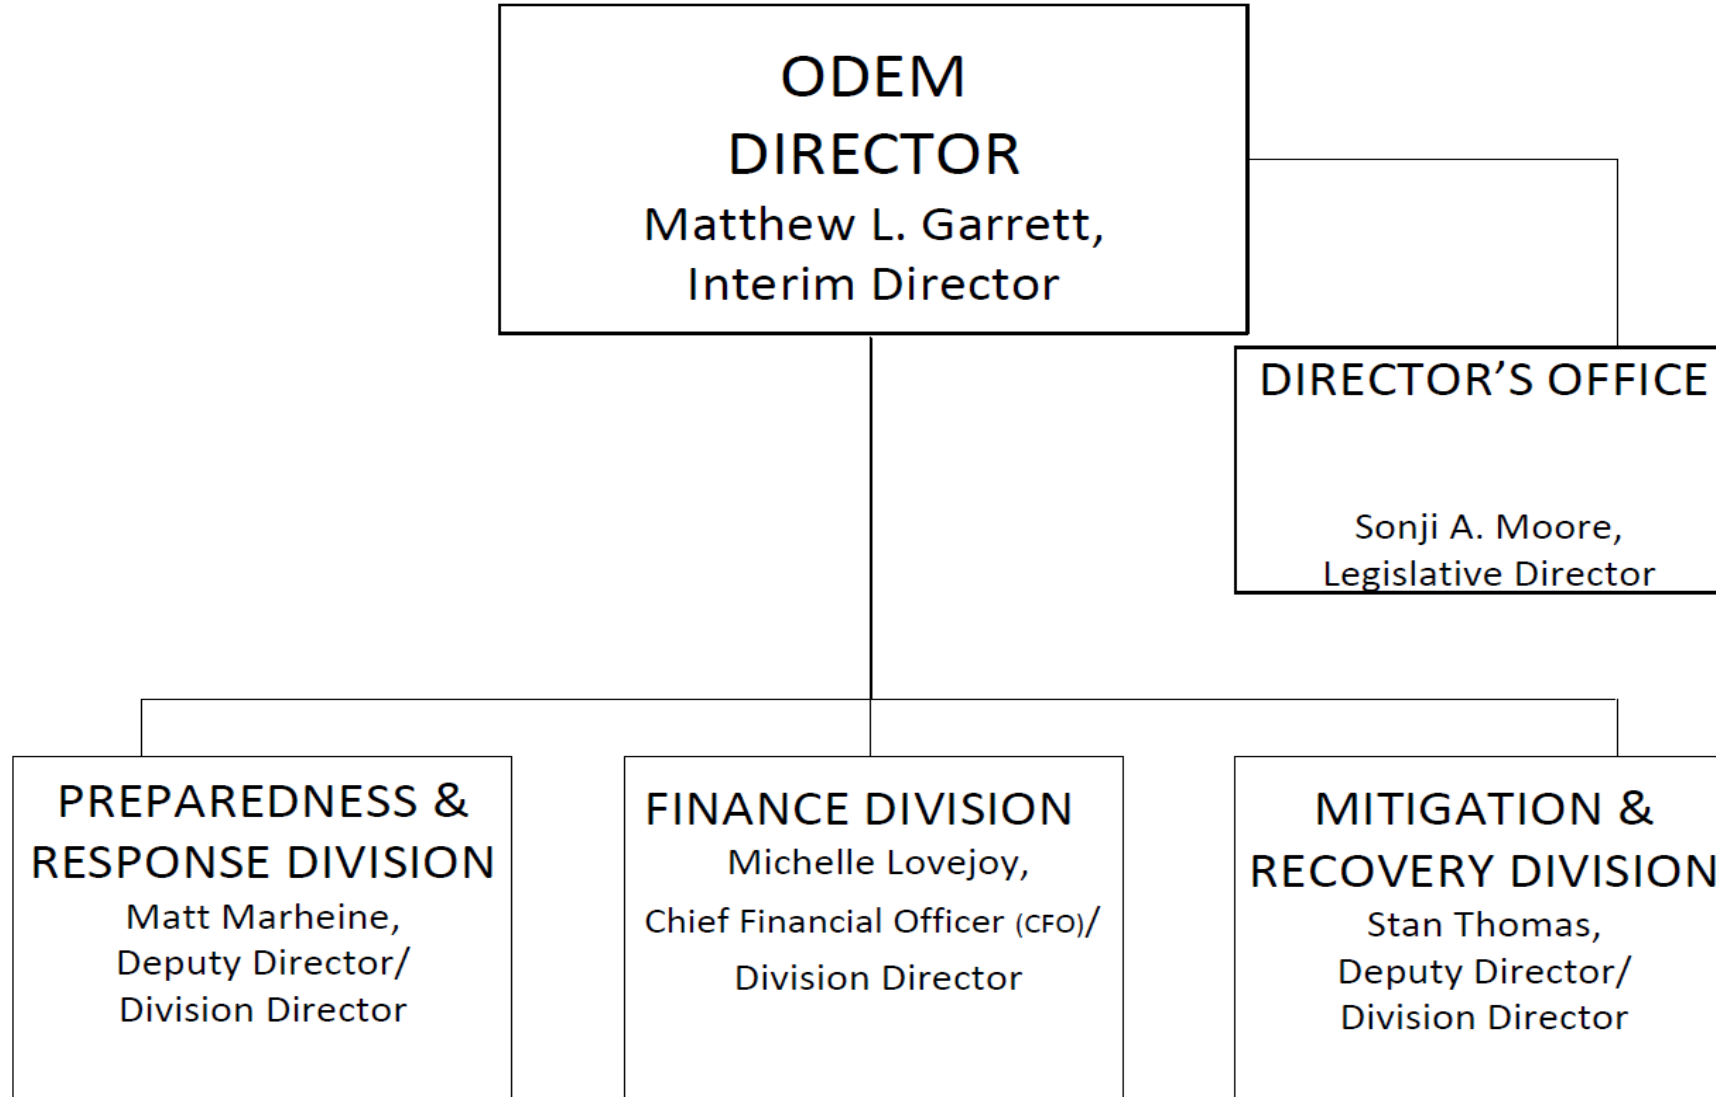 ODEM
DIRECTOR
Matthew L. Garrett,
Interim Director
DIRECTOR’S OFFICE
Sonji A. Moore,
Legislative Director
PREPAREDNESS &
RESPONSE DIVISION
Matt Marheine,
Deputy Director/
Division Director
FINANCE DIVISION
Michelle Lovejoy,
Chief Financial Officer (CFO)/
Division Director
MITIGATION &
RECOVERY DIVISION
Stan Thomas,
Deputy Director/
Division Director